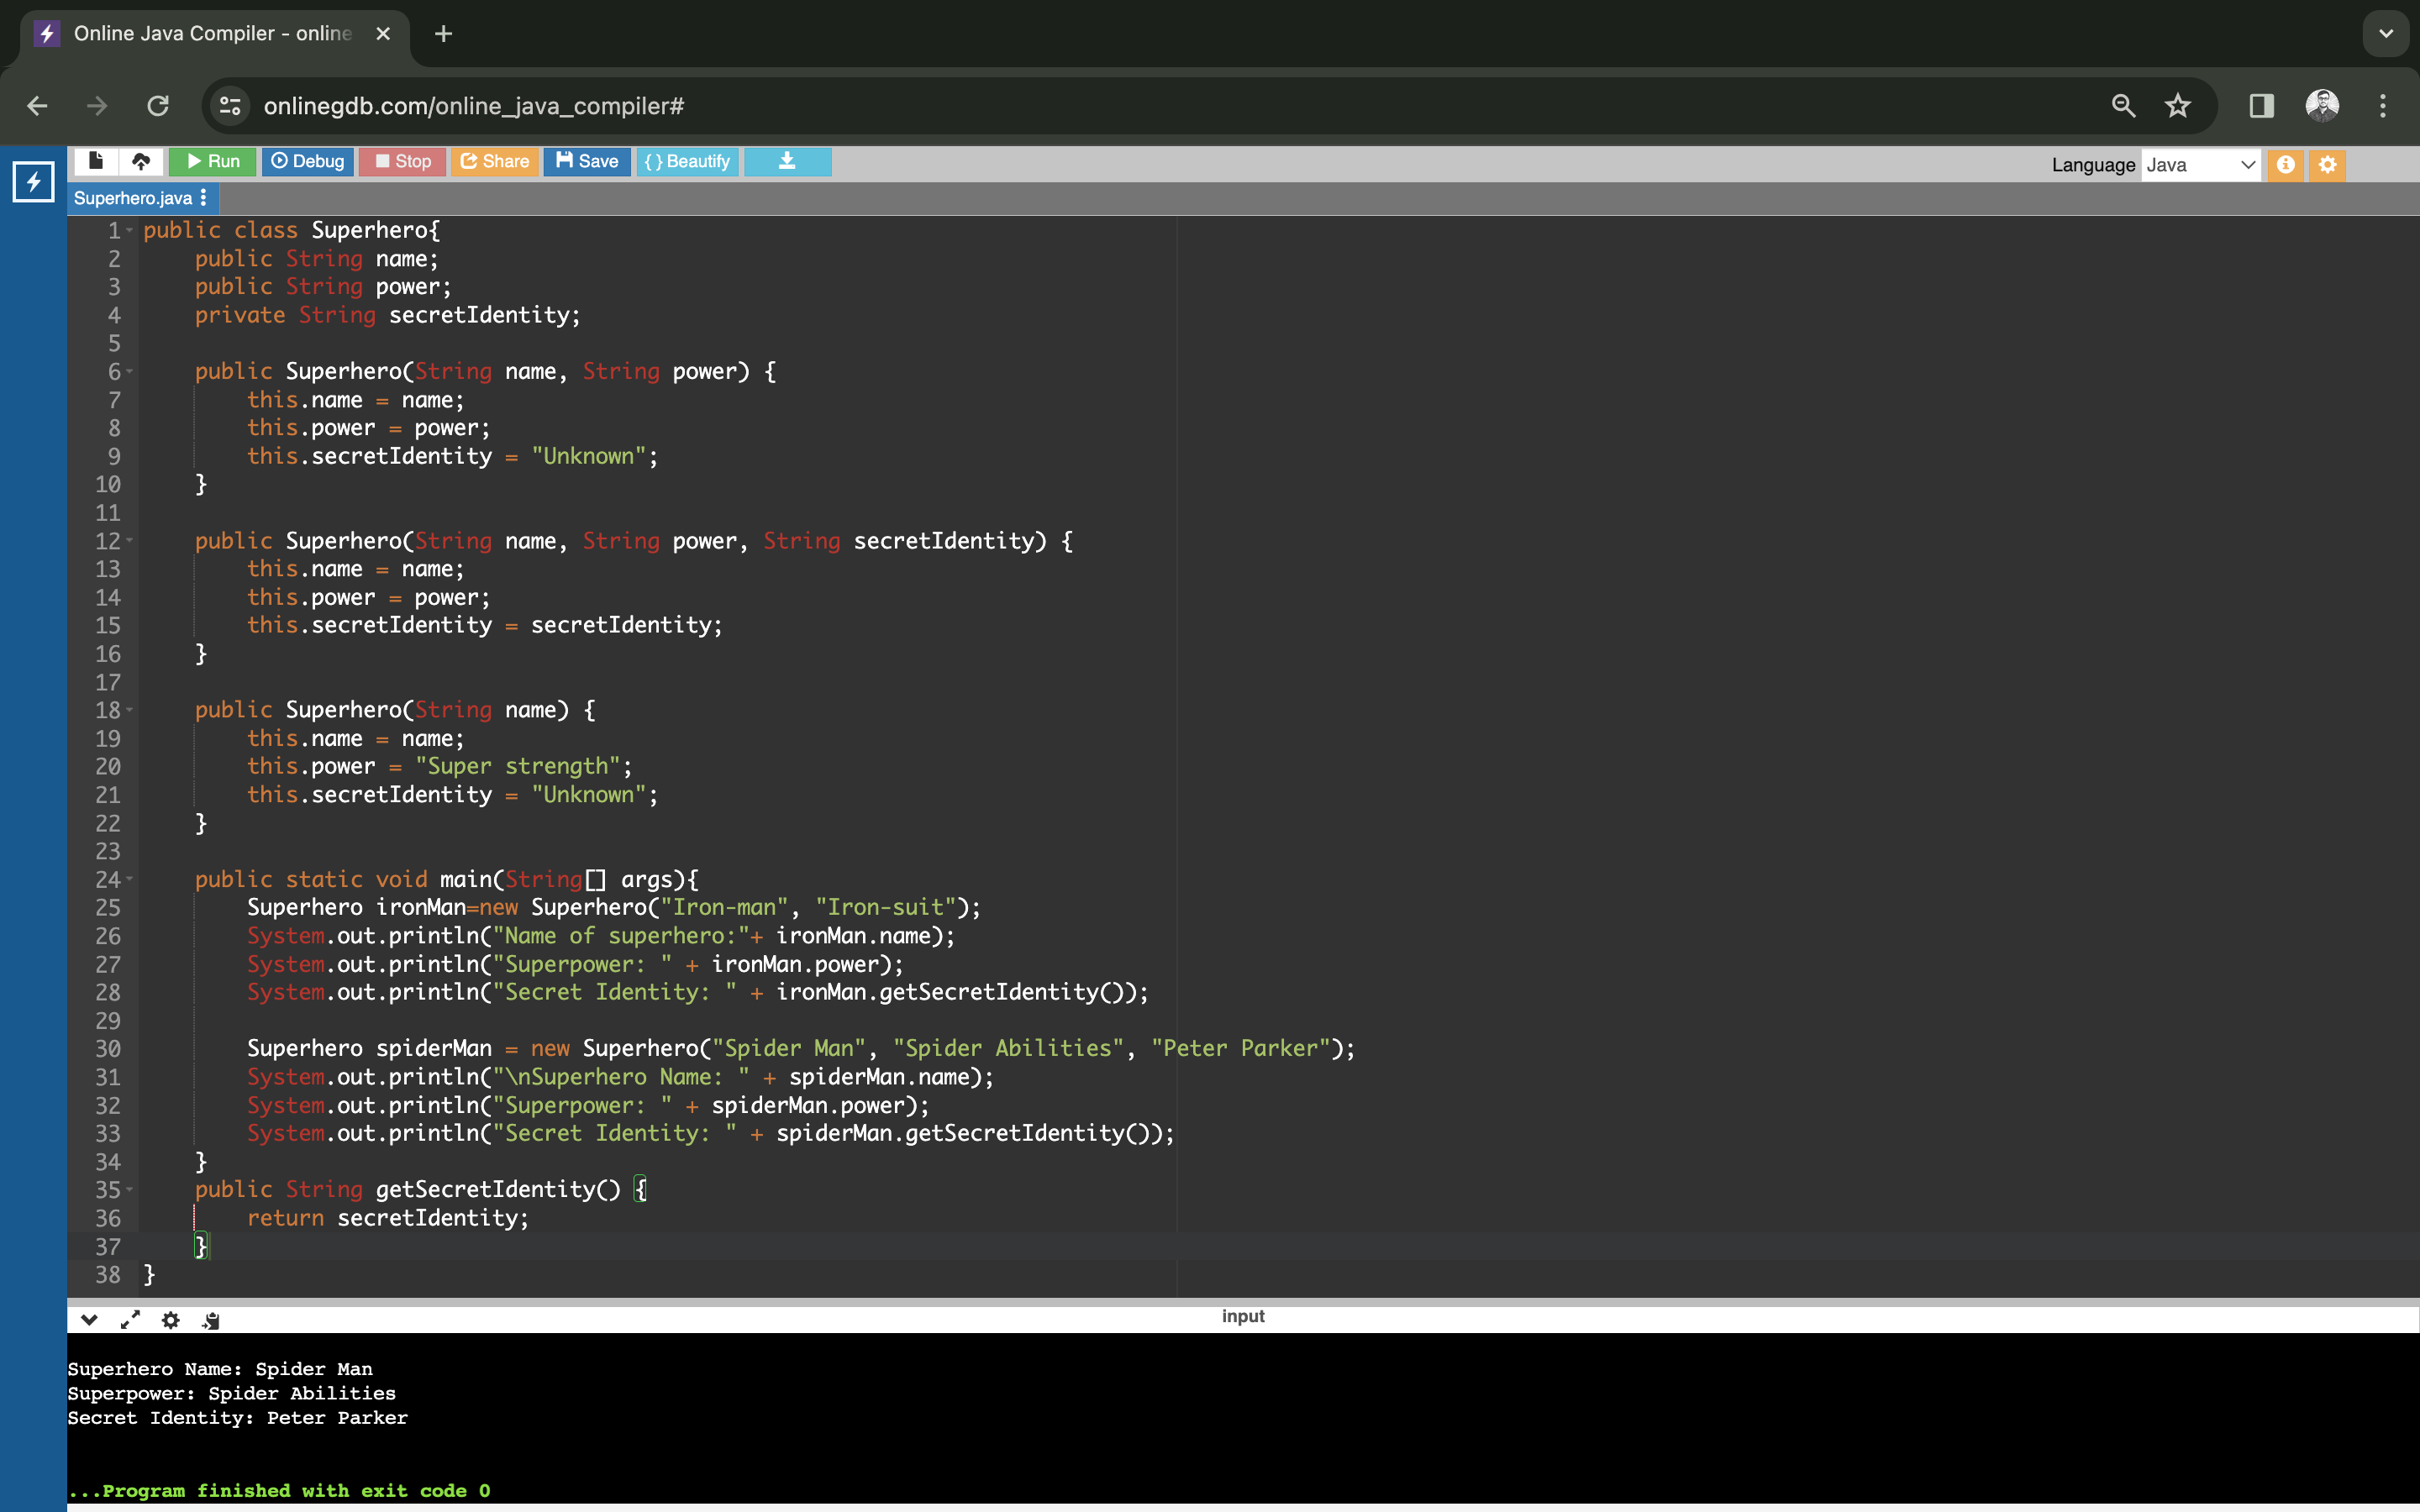 Online Java Compiler - online
onlinegdb.com/online_java_compiler#
Run Debug Stop Share Save { } Beautify Language Java
Superhero.java
1 public class Superhero{
2     public String name;
3     public String power;
4     private String secretIdentity;
5
6     public Superhero(String name, String power) {
7         this.name = name;
8         this.power = power;
9         this.secretIdentity = "Unknown";
10     }
11
12     public Superhero(String name, String power, String secretIdentity) {
13         this.name = name;
14         this.power = power;
15         this.secretIdentity = secretIdentity;
16     }
17
18     public Superhero(String name) {
19         this.name = name;
20         this.power = "Super strength";
21         this.secretIdentity = "Unknown";
22     }
23
24     public static void main(String[] args){
25         Superhero ironMan=new Superhero("Iron-man", "Iron-suit");
26         System.out.println("Name of superhero:"+ ironMan.name);
27         System.out.println("Superpower: " + ironMan.power);
28         System.out.println("Secret Identity: " + ironMan.getSecretIdentity());
29
30         Superhero spiderMan = new Superhero("Spider Man", "Spider Abilities", "Peter Parker");
31         System.out.println("\nSuperhero Name: " + spiderMan.name);
32         System.out.println("Superpower: " + spiderMan.power);
33         System.out.println("Secret Identity: " + spiderMan.getSecretIdentity());
34     }
35     public String getSecretIdentity() {
36         return secretIdentity;
37     }
38 }
input
Superhero Name: Spider Man
Superpower: Spider Abilities
Secret Identity: Peter Parker
...Program finished with exit code 0